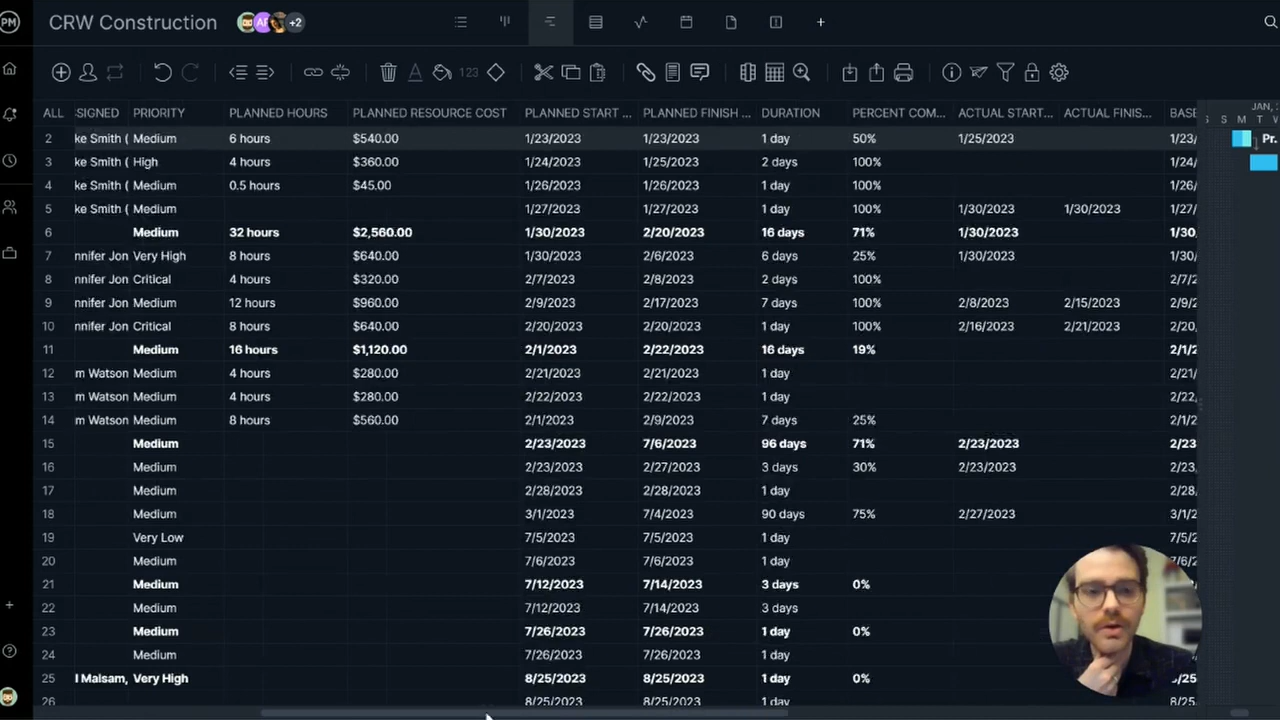 PM CRW Construction AF +2
123
ALL SIGNED PRIORITY PLANNED HOURS PLANNED RESOURCE COST PLANNED START ... PLANNED FINISH ... DURATION PERCENT COM... ACTUAL START... ACTUAL FINIS... BASE JAN,
S S M T W
2 ke Smith ( Medium 6 hours $540.00 1/23/2023 1/23/2023 1 day 50% 1/25/2023 1/23/ Pr.
3 ke Smith ( High 4 hours $360.00 1/24/2023 1/25/2023 2 days 100% 1/24/
4 ke Smith ( Medium 0.5 hours $45.00 1/26/2023 1/26/2023 1 day 100% 1/26/
5 ke Smith ( Medium 1/27/2023 1/27/2023 1 day 100% 1/30/2023 1/30/2023 1/27/
6 Medium 32 hours $2,560.00 1/30/2023 2/20/2023 16 days 71% 1/30/2023 1/30.
7 nnifer Jon Very High 8 hours $640.00 1/30/2023 2/6/2023 6 days 25% 1/30/2023 1/30/
8 nnifer Jon Critical 4 hours $320.00 2/7/2023 2/8/2023 2 days 100% 2/7/2
9 nnifer Jon Medium 12 hours $960.00 2/9/2023 2/17/2023 7 days 100% 2/8/2023 2/15/2023 2/9/2
10 nnifer Jon Critical 8 hours $640.00 2/20/2023 2/20/2023 1 day 100% 2/16/2023 2/21/2023 2/20,
11 Medium 16 hours $1,120.00 2/1/2023 2/22/2023 16 days 19% 2/1/2
12 m Watson Medium 4 hours $280.00 2/21/2023 2/21/2023 1 day 2/21/
13 m Watson Medium 4 hours $280.00 2/22/2023 2/22/2023 1 day 2/22,
14 m Watson Medium 8 hours $560.00 2/1/2023 2/9/2023 7 days 25% 2/1/2
15 Medium 2/23/2023 7/6/2023 96 days 71% 2/23/2023 2/23
16 Medium 2/23/2023 2/27/2023 3 days 30% 2/23/2023 2/23,
17 Medium 2/28/2023 2/28/2023 1 day 2/28,
18 Medium 3/1/2023 7/4/2023 90 days 75% 2/27/2023 3/1/2
19 Very Low 7/5/2023 7/5/2023 1 day 7/5/2
20 Medium 7/6/2023 7/6/2023 1 day
21 Medium 7/12/2023 7/14/2023 3 days 0%
22 Medium 7/12/2023 7/14/2023 3 days
23 Medium 7/26/2023 7/26/2023 1 day 0%
24 Medium 7/26/2023 7/26/2023 1 day
25 l Malsam, Very High 8/25/2023 8/25/2023 1 day 0% /25/
26 8/25/2023 8/25/2023 1 day